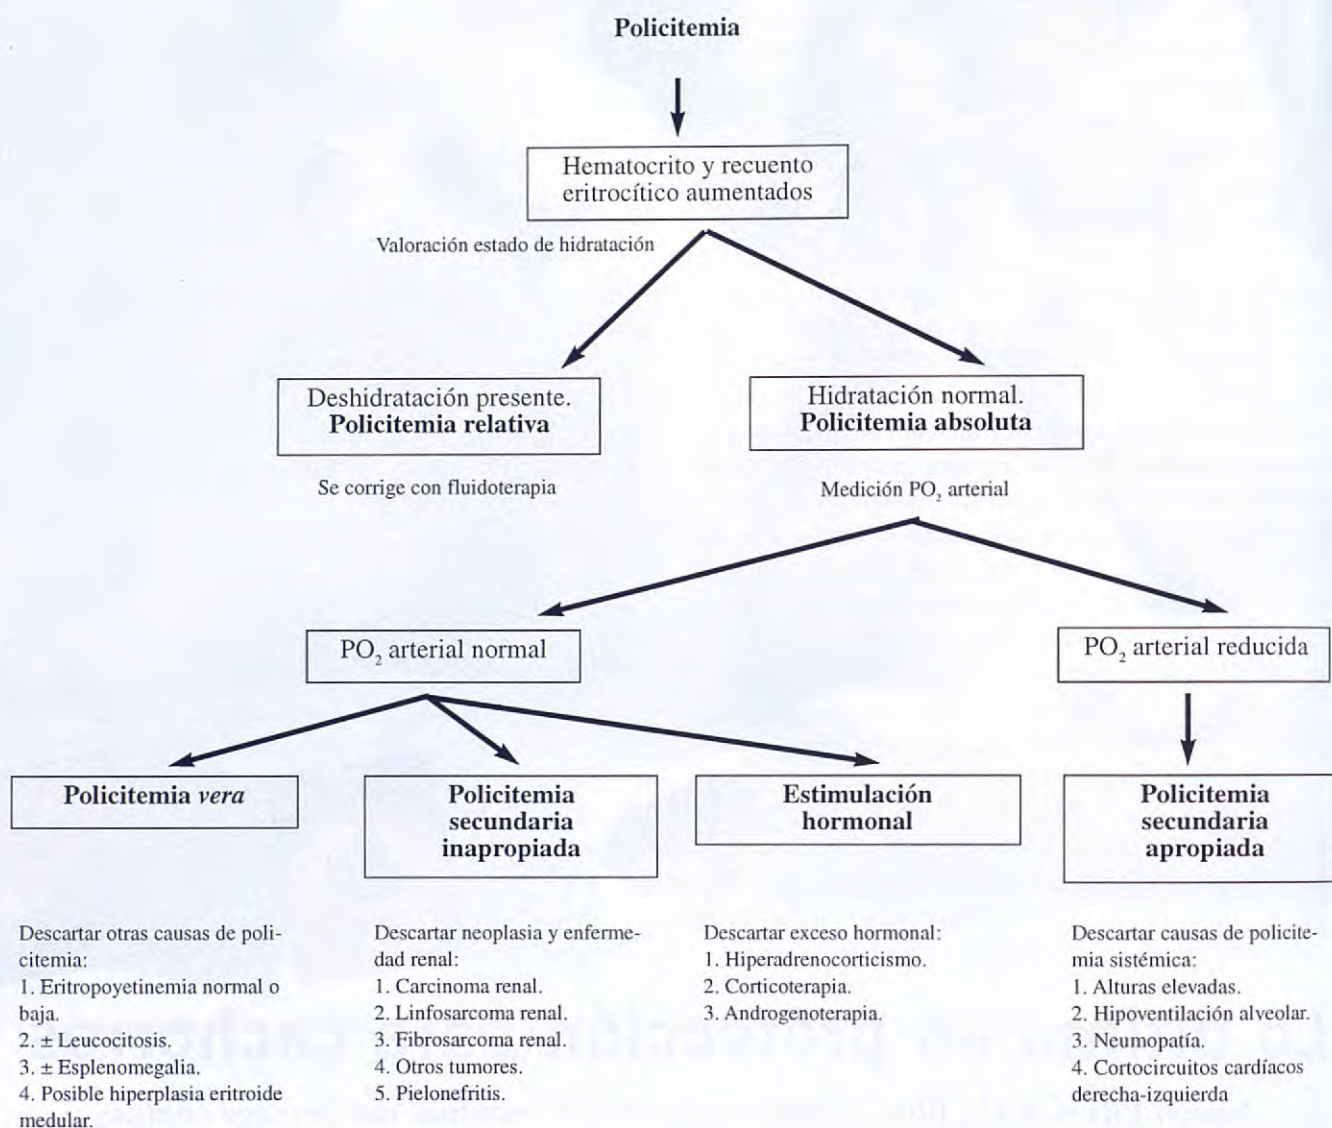 Policitemia
Hematocrito y recuento
eritrocítico aumentados
Valoración estado de hidratación
Deshidratación presente.
Policitemia relativa
Hidratación normal.
Policitemia absoluta
Se corrige con fluidoterapia
Medición PO₂ arterial
PO₂ arterial normal
PO₂ arterial reducida
Policitemia vera
Policitemia
secundaria
inapropiada
Estimulación
hormonal
Policitemia
secundaria
apropiada
Descartar otras causas de poli-
citemia:
1. Eritropoyetinemia normal o
baja.
2. ± Leucocitosis.
3. ± Esplenomegalia.
4. Posible hiperplasia eritroide
medular.
Descartar neoplasia y enferme-
dad renal:
1. Carcinoma renal.
2. Linfosarcoma renal.
3. Fibrosarcoma renal.
4. Otros tumores.
5. Pielonefritis.
Descartar exceso hormonal:
1. Hiperadrenocorticismo.
2. Corticoterapia.
3. Androgenoterapia.
Descartar causas de policite-
mia sistémica:
1. Alturas elevadas.
2. Hipoventilación alveolar.
3. Neumopatía.
4. Cortocircuitos cardíacos
derecha-izquierda